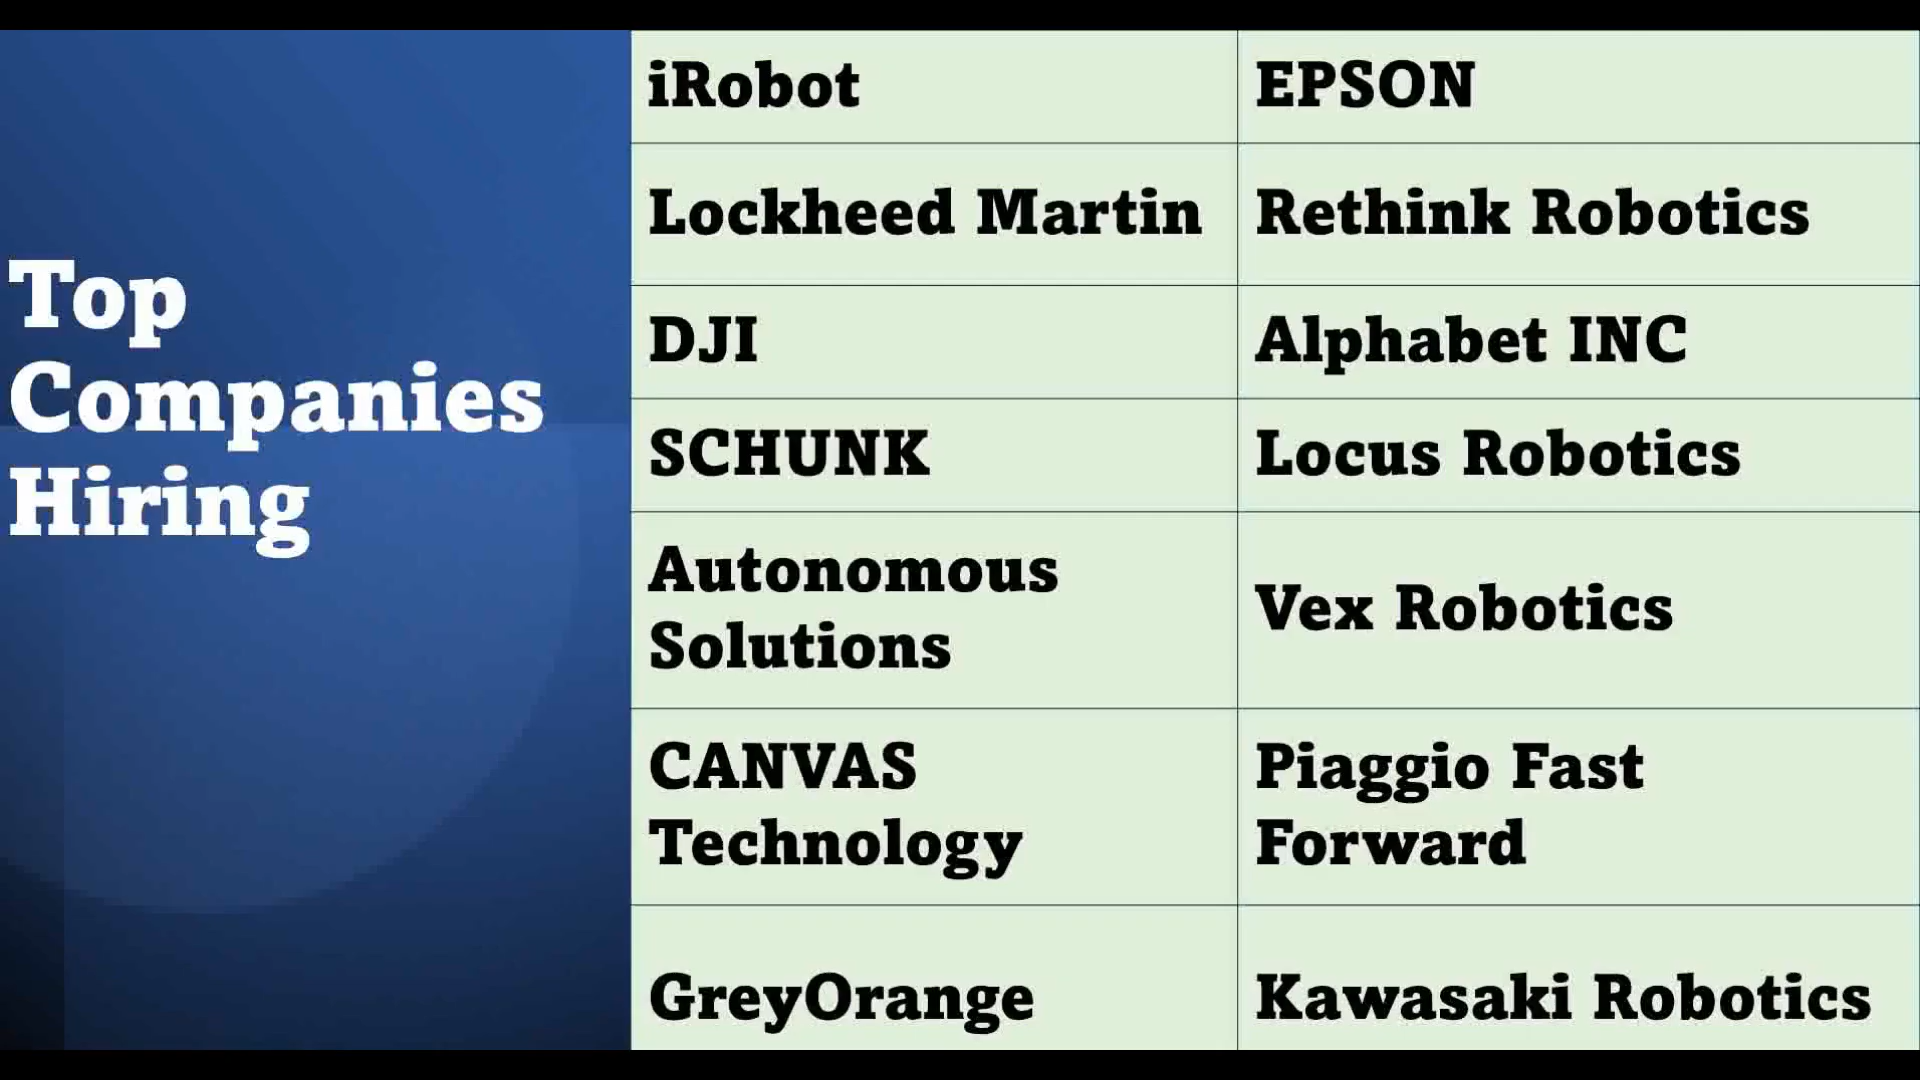 Top
Companies
Hiring
iRobot
EPSON
Lockheed Martin
Rethink Robotics
DJI
Alphabet INC
SCHUNK
Locus Robotics
Autonomous
Solutions
Vex Robotics
CANVAS
Technology
Piaggio Fast
Forward
GreyOrange
Kawasaki Robotics